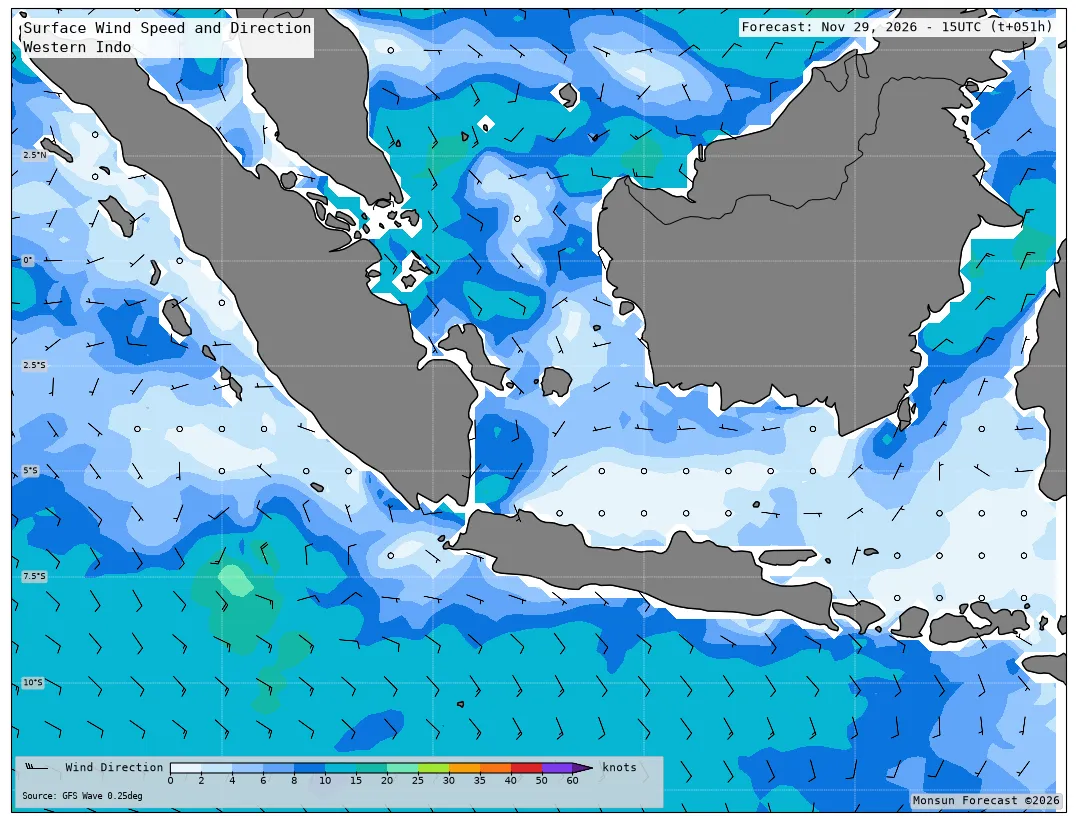 Surface Wind Speed and Direction
Western Indo
Forecast: Nov 29, 2026 - 15UTC (t+051h)
2.5°N
0°
2.5°S
5°S
7.5°S
10°S
Wind Direction
0 2 4 6 8 10 15 20 25 30 35 40 50 60
knots
Source: GFS Wave 0.25deg
Monsun Forecast ©2026